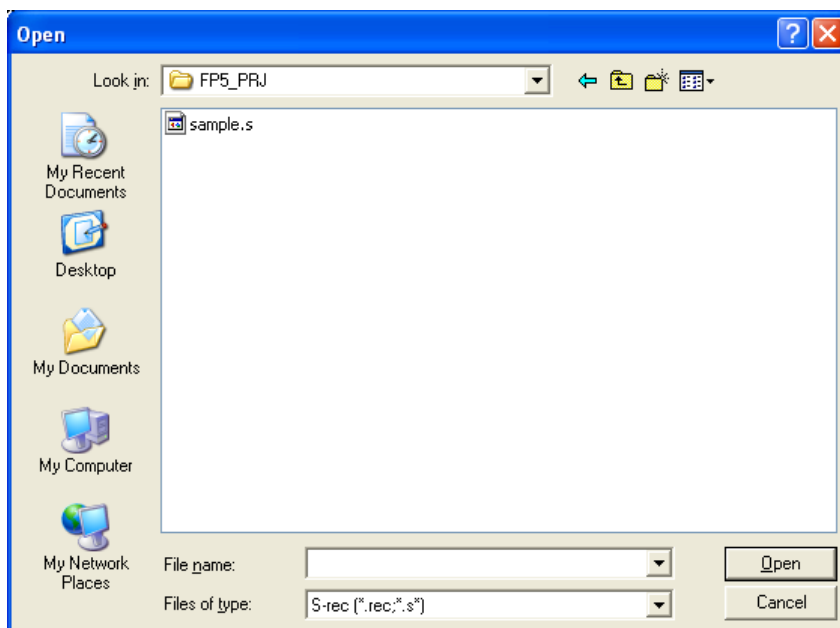 Open
Look in:
FP5_PRJ
sample.s
My Recent
Documents
Desktop
My Documents
My Computer
My Network
Places
File name:
Open
Files of type:
S-rec (*.rec;*.s*)
Cancel